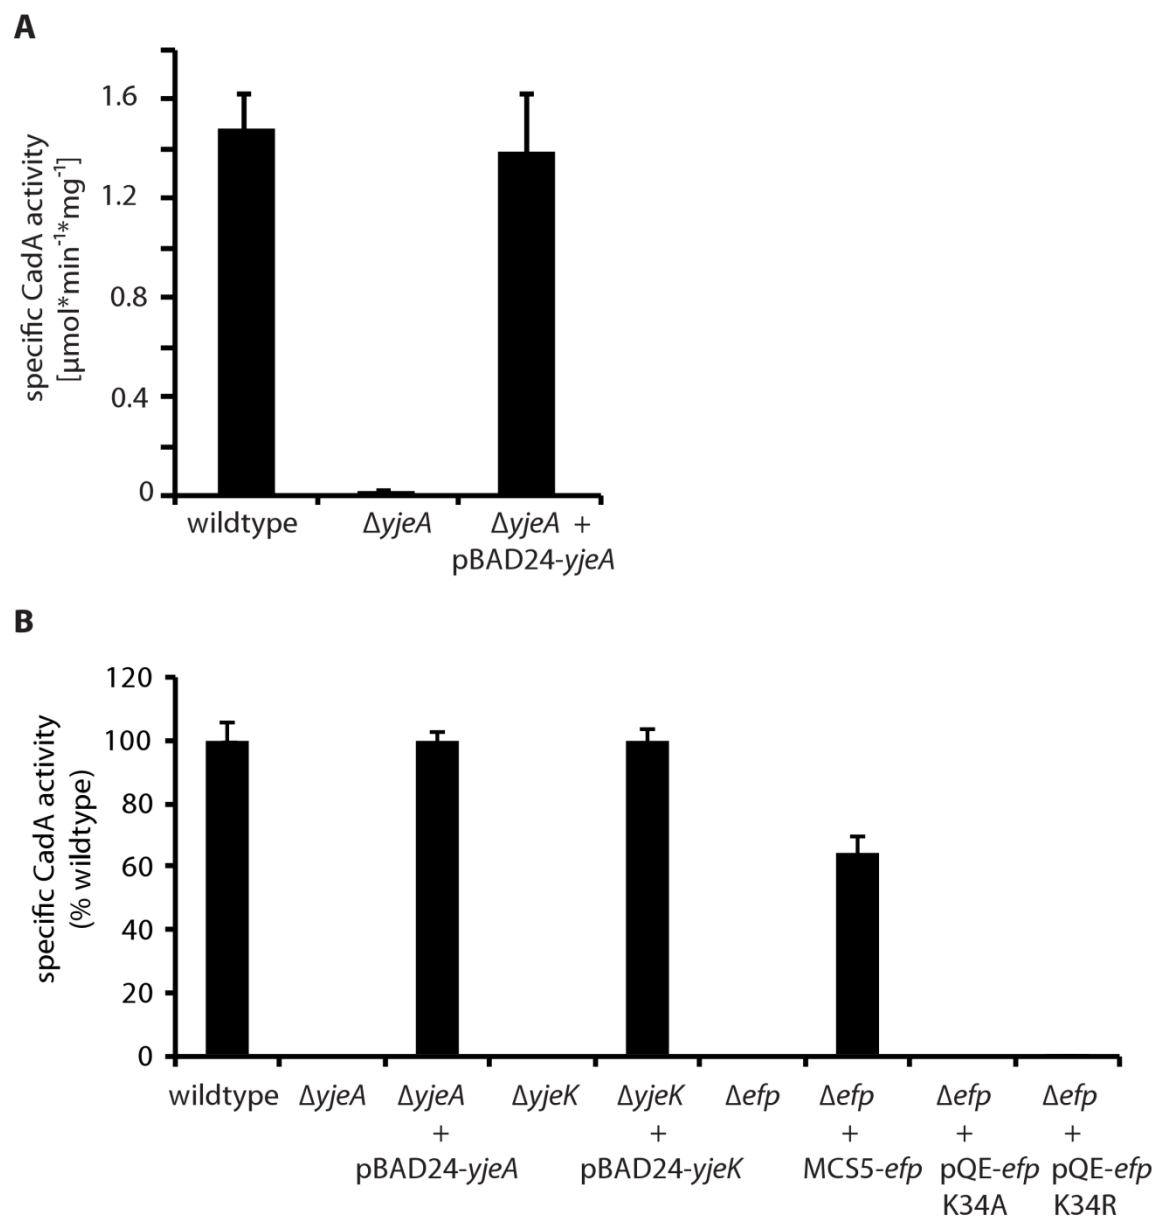 A
specific CadA activity
[µmol*min⁻¹*mg⁻¹]
1.6
1.2
0.8
0.4
0
wildtype ΔyjeA ΔyjeA +
pBAD24-yjeA
B
specific CadA activity
(% wildtype)
120
100
80
60
40
20
0
wildtype ΔyjeA ΔyjeA ΔyjeK ΔyjeK Δefp Δefp Δefp Δefp
+ + + + +
pBAD24-yjeA pBAD24-yjeK MCS5-efp pQE-efp pQE-efp
K34A K34R